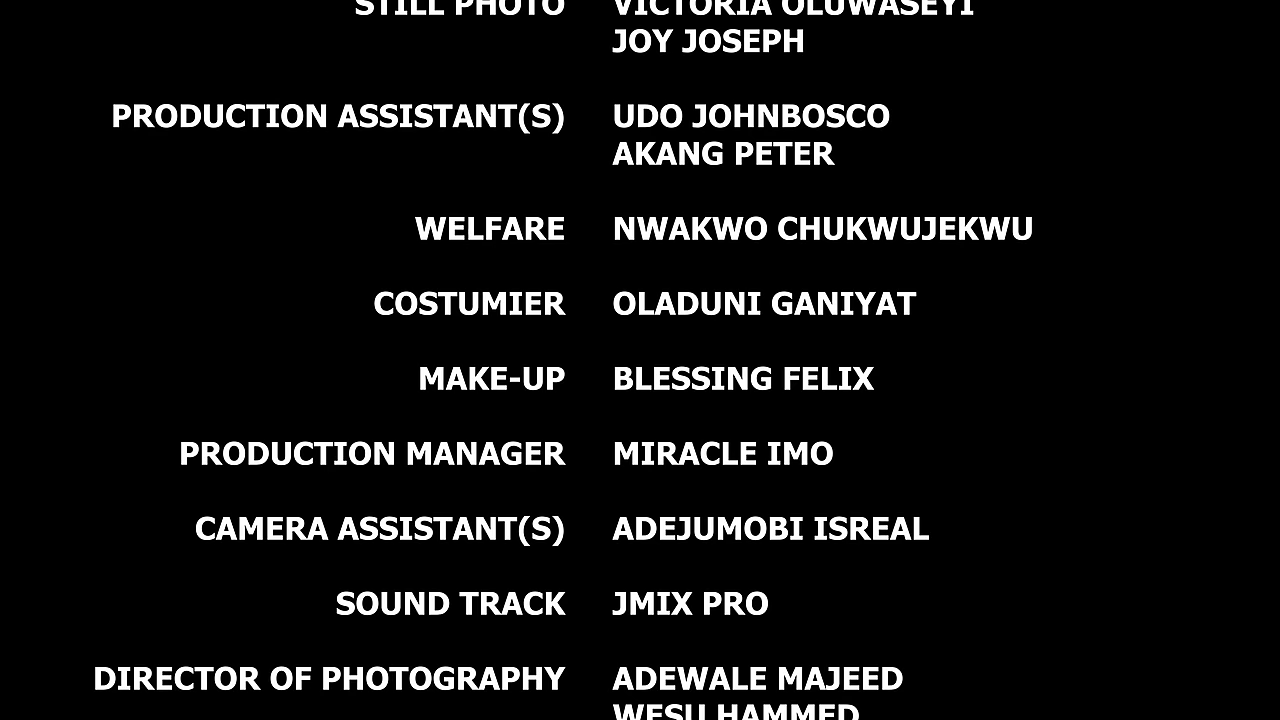 STILL PHOTO VICTORIA OLUWASEYI
JOY JOSEPH
PRODUCTION ASSISTANT(S) UDO JOHNBOSCO
AKANG PETER
WELFARE NWAKWO CHUKWUJEKWU
COSTUMIER OLADUNI GANIYAT
MAKE-UP BLESSING FELIX
PRODUCTION MANAGER MIRACLE IMO
CAMERA ASSISTANT(S) ADEJUMOBI ISREAL
SOUND TRACK JMIX PRO
DIRECTOR OF PHOTOGRAPHY ADEWALE MAJEED
WESU HAMMED